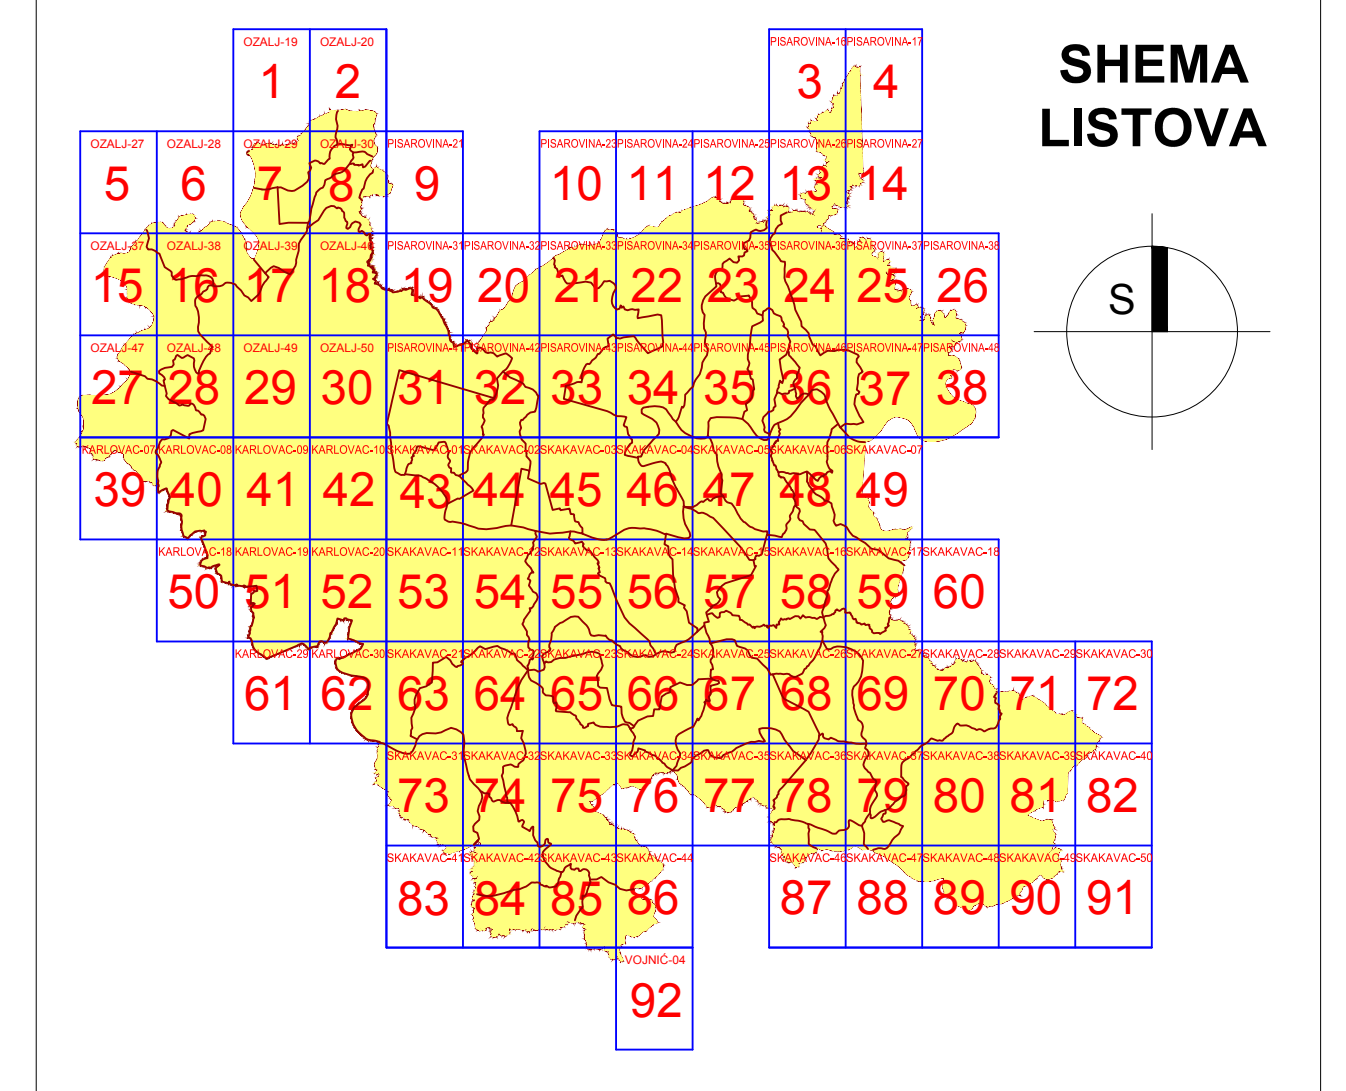 SHEMA
LISTOVA
S
OZALJ-19 OZALJ-20 PISAROVINA-16 PISAROVINA-17
1 2 3 4
OZALJ-27 OZALJ-28 OZALJ-29 OZALJ-30 PISAROVINA-21 PISAROVINA-23 PISAROVINA-24 PISAROVINA-25 PISAROVINA-26 PISAROVINA-27
5 6 7 8 9 10 11 12 13 14
OZALJ-37 OZALJ-38 OZALJ-39 OZALJ-40 PISAROVINA-31 PISAROVINA-32 PISAROVINA-33 PISAROVINA-34 PISAROVINA-35 PISAROVINA-36 PISAROVINA-37 PISAROVINA-38
15 16 17 18 19 20 21 22 23 24 25 26
OZALJ-47 OZALJ-48 OZALJ-49 OZALJ-50 PISAROVINA-41 PISAROVINA-42 PISAROVINA-43 PISAROVINA-44 PISAROVINA-45 PISAROVINA-46 PISAROVINA-47 PISAROVINA-48
27 28 29 30 31 32 33 34 35 36 37 38
KARLOVAC-07 KARLOVAC-08 KARLOVAC-09 KARLOVAC-10 SKAKAVAC-01 SKAKAVAC-02 SKAKAVAC-03 SKAKAVAC-04 SKAKAVAC-05 SKAKAVAC-06 SKAKAVAC-07
39 40 41 42 43 44 45 46 47 48 49
KARLOVAC-18 KARLOVAC-19 KARLOVAC-20 SKAKAVAC-11 SKAKAVAC-12 SKAKAVAC-13 SKAKAVAC-14 SKAKAVAC-15 SKAKAVAC-16 SKAKAVAC-17 SKAKAVAC-18
50 51 52 53 54 55 56 57 58 59 60
KARLOVAC-29 KARLOVAC-30 SKAKAVAC-21 SKAKAVAC-22 SKAKAVAC-23 SKAKAVAC-24 SKAKAVAC-25 SKAKAVAC-26 SKAKAVAC-27 SKAKAVAC-28 SKAKAVAC-29 SKAKAVAC-30
61 62 63 64 65 66 67 68 69 70 71 72
SKAKAVAC-31 SKAKAVAC-32 SKAKAVAC-33 SKAKAVAC-34 SKAKAVAC-35 SKAKAVAC-36 SKAKAVAC-37 SKAKAVAC-38 SKAKAVAC-39 SKAKAVAC-40
73 74 75 76 77 78 79 80 81 82
SKAKAVAC-41 SKAKAVAC-42 SKAKAVAC-43 SKAKAVAC-44 SKAKAVAC-46 SKAKAVAC-47 SKAKAVAC-48 SKAKAVAC-49 SKAKAVAC-50
83 84 85 86 87 88 89 90 91
VOJNIĆ-04
92